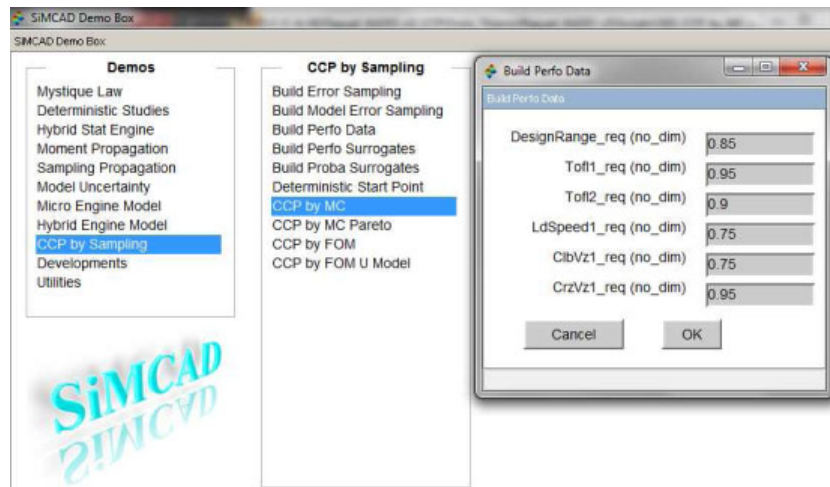 SiMCAD Demo Box
SiMCAD Demo Box
Demos
Mystique Law
Deterministic Studies
Hybrid Stat Engine
Moment Propagation
Sampling Propagation
Model Uncertainty
Micro Engine Model
Hybrid Engine Model
CCP by Sampling
Developments
Utilities
SiMCAD
CCP by Sampling
Build Error Sampling
Build Model Error Sampling
Build Perfo Data
Build Perfo Surrogates
Build Proba Surrogates
Deterministic Start Point
CCP by MC
CCP by MC Pareto
CCP by FOM
CCP by FOM U Model
Build Perfo Data
Build Perfo Data
DesignRange_req (no_dim) 0.85
Tofl1_req (no_dim) 0.95
Tofl2_req (no_dim) 0.9
LdSpeed1_req (no_dim) 0.75
ClbVz1_req (no_dim) 0.75
CrzVz1_req (no_dim) 0.95
Cancel OK